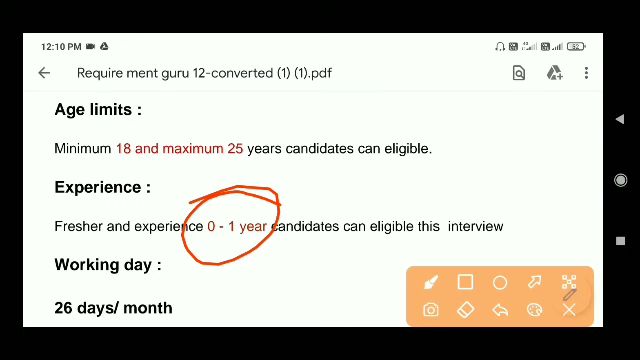 12:10 PM
Require ment guru 12-converted (1) (1).pdf
Age limits :
Minimum 18 and maximum 25 years candidates can eligible.
Experience :
Fresher and experience 0 - 1 year candidates can eligible this interview
Working day :
26 days/ month